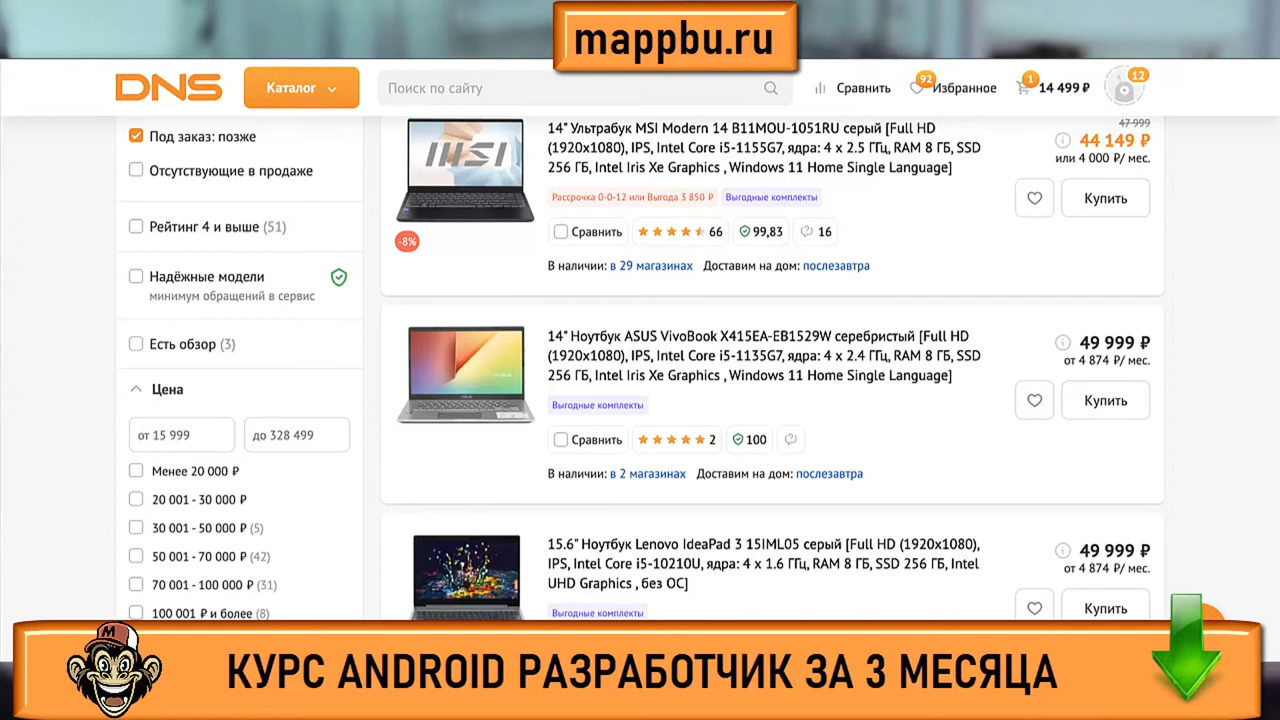 mappbu.ru
DNS
Каталог
Поиск по сайту
Сравнить
92
Избранное
1
14 499 ₽
12
Под заказ: позже
Отсутствующие в продаже
Рейтинг 4 и выше (51)
Надёжные модели
минимум обращений в сервис
Есть обзор (3)
Цена
от 15 999
до 328 499
Менее 20 000 ₽
20 001 - 30 000 ₽
30 001 - 50 000 ₽ (5)
50 001 - 70 000 ₽ (42)
70 001 - 100 000 ₽ (31)
100 001 ₽ и более (8)
msi
-8%
14" Ультрабук MSI Modern 14 B11MOU-1051RU серый [Full HD
(1920x1080), IPS, Intel Core i5-1155G7, ядра: 4 х 2.5 ГГц, RAM 8 ГБ, SSD
256 ГБ, Intel Iris Xe Graphics , Windows 11 Home Single Language]
Рассрочка 0-0-12 или Выгода 3 850 ₽
Выгодные комплекты
Сравнить
66
99,83
16
В наличии: в 29 магазинах Доставим на дом: послезавтра
47 999
44 149 ₽
или 4 000 ₽/ мес.
Купить
14" Ноутбук ASUS VivoBook X415EA-EB1529W серебристый [Full HD
(1920x1080), IPS, Intel Core i5-1135G7, ядра: 4 х 2.4 ГГц, RAM 8 ГБ, SSD
256 ГБ, Intel Iris Xe Graphics , Windows 11 Home Single Language]
Выгодные комплекты
Сравнить
2
100
В наличии: в 2 магазинах Доставим на дом: послезавтра
49 999 ₽
от 4 874 ₽/ мес.
Купить
15.6" Ноутбук Lenovo IdeaPad 3 15IML05 серый [Full HD (1920x1080),
IPS, Intel Core i5-10210U, ядра: 4 х 1.6 ГГц, RAM 8 ГБ, SSD 256 ГБ, Intel
UHD Graphics , без ОС]
Выгодные комплекты
49 999 ₽
от 4 874 ₽/ мес.
Купить
M
КУРС ANDROID РАЗРАБОТЧИК ЗА 3 МЕСЯЦА